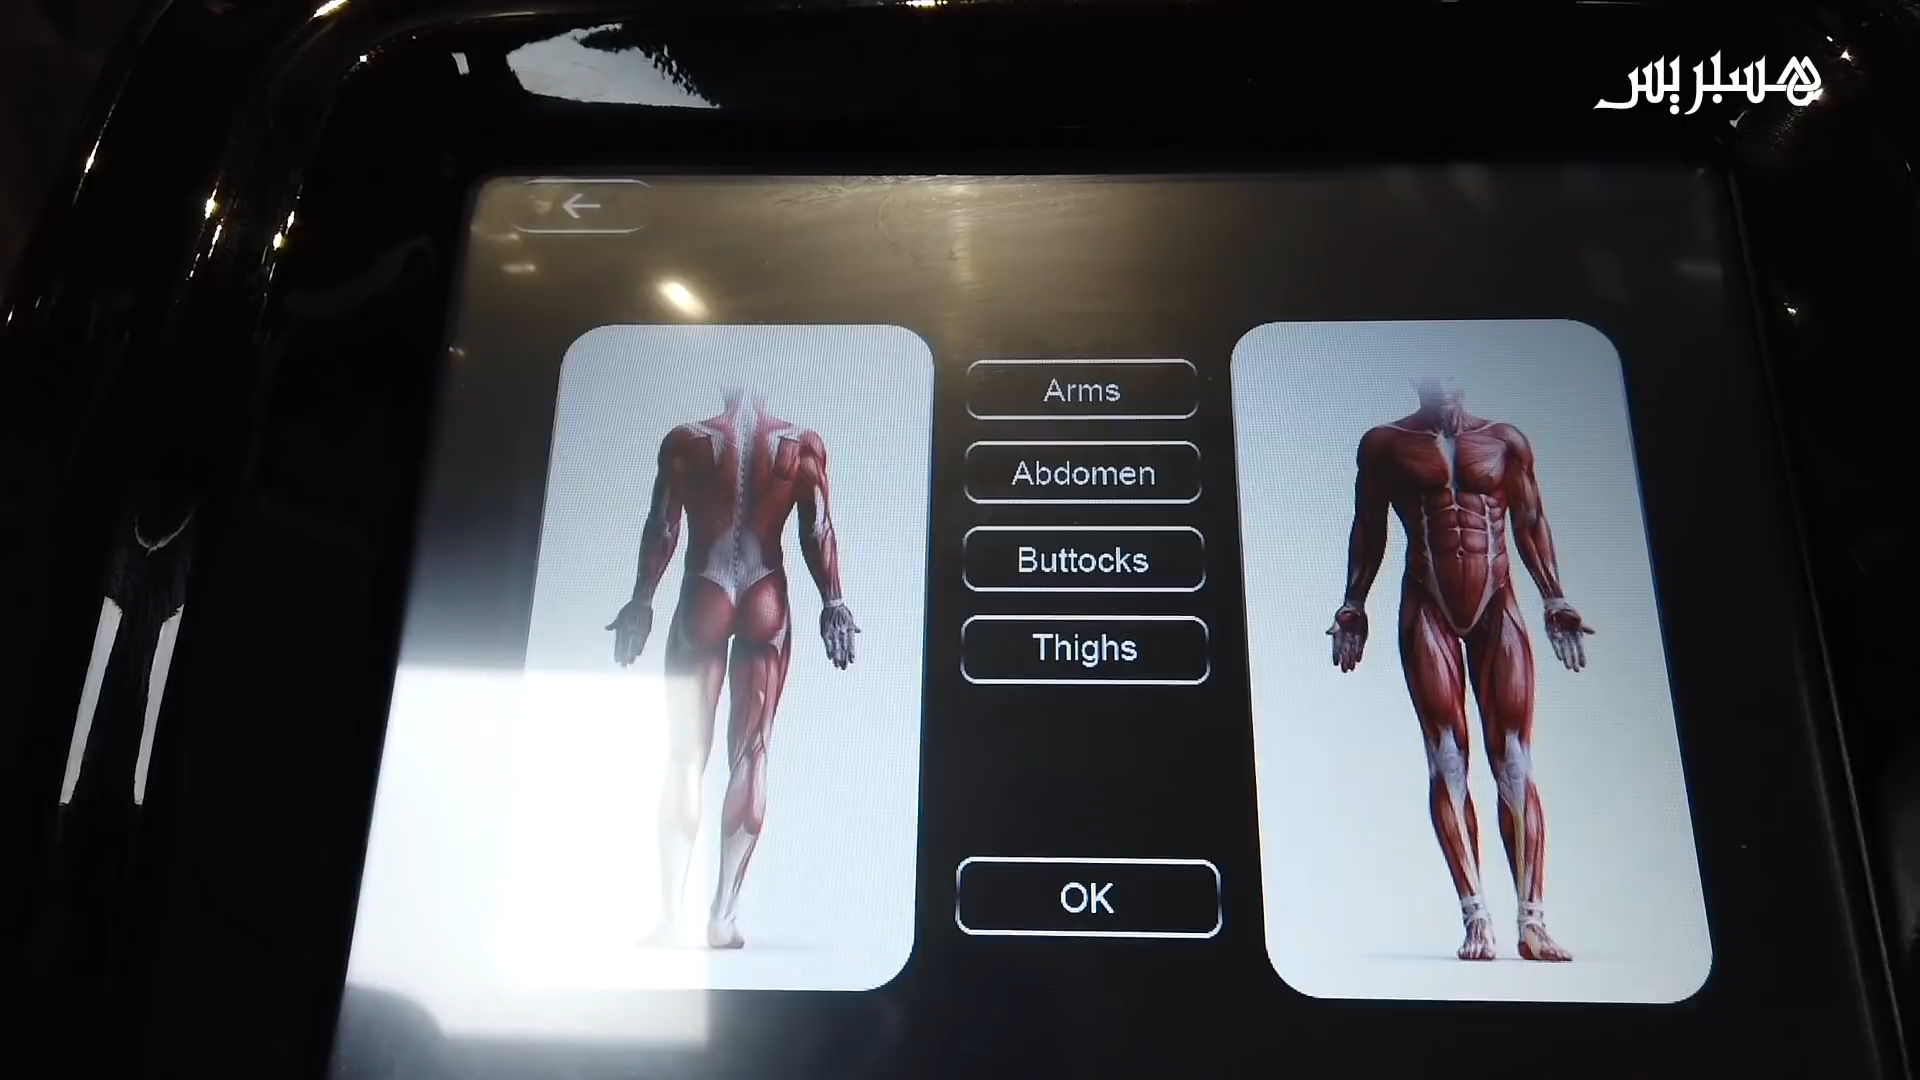 هسبريس
Arms
Abdomen
Buttocks
Thighs
OK